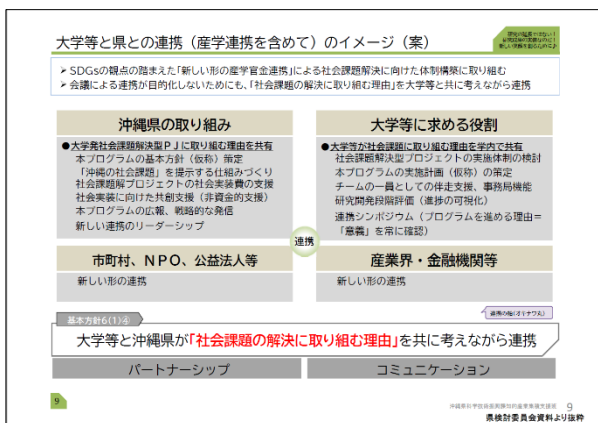 大学等と県との連携（産学連携を含めて）のイメージ（案）
➢ SDGsの観点の踏まえた「新しい形の産学官金連携」による社会課題解決に向けた体制構築に取り組む
➢ 会議による連携が目的化しないためにも、「社会課題の解決に取り組む理由」を大学等と共に考えながら連携
沖縄県の取り組み
●大学発社会課題解決型ＰＪに取り組む理由を共有
本プログラムの基本方針（仮称）策定
「沖縄の社会課題」を提示する仕組みづくり
社会課題解プロジェクトの社会実装費の支援
社会実装に向けた共創支援（非資金的支援）
本プログラムの広報、戦略的な発信
新しい連携のリーダーシップ
大学等に求める役割
●大学等が社会課題に取り組む理由を学内で共有
社会課題解決型プロジェクトの実施体制の検討
本プログラムの実施計画（仮称）の策定
チームの一員としての伴走支援、事務局機能
研究開発段階評価（進捗の可視化）
連携シンポジウム（プログラムを進める理由＝
「意義」を常に確認）
連携
市町村、ＮＰＯ、公益法人等
新しい形の連携
産業界・金融機関等
新しい形の連携
基本方針6(1)④
大学等と沖縄県が「社会課題の解決に取り組む理由」を共に考えながら連携
パートナーシップ
コミュニケーション
9
9
県検討委員会資料より抜粋